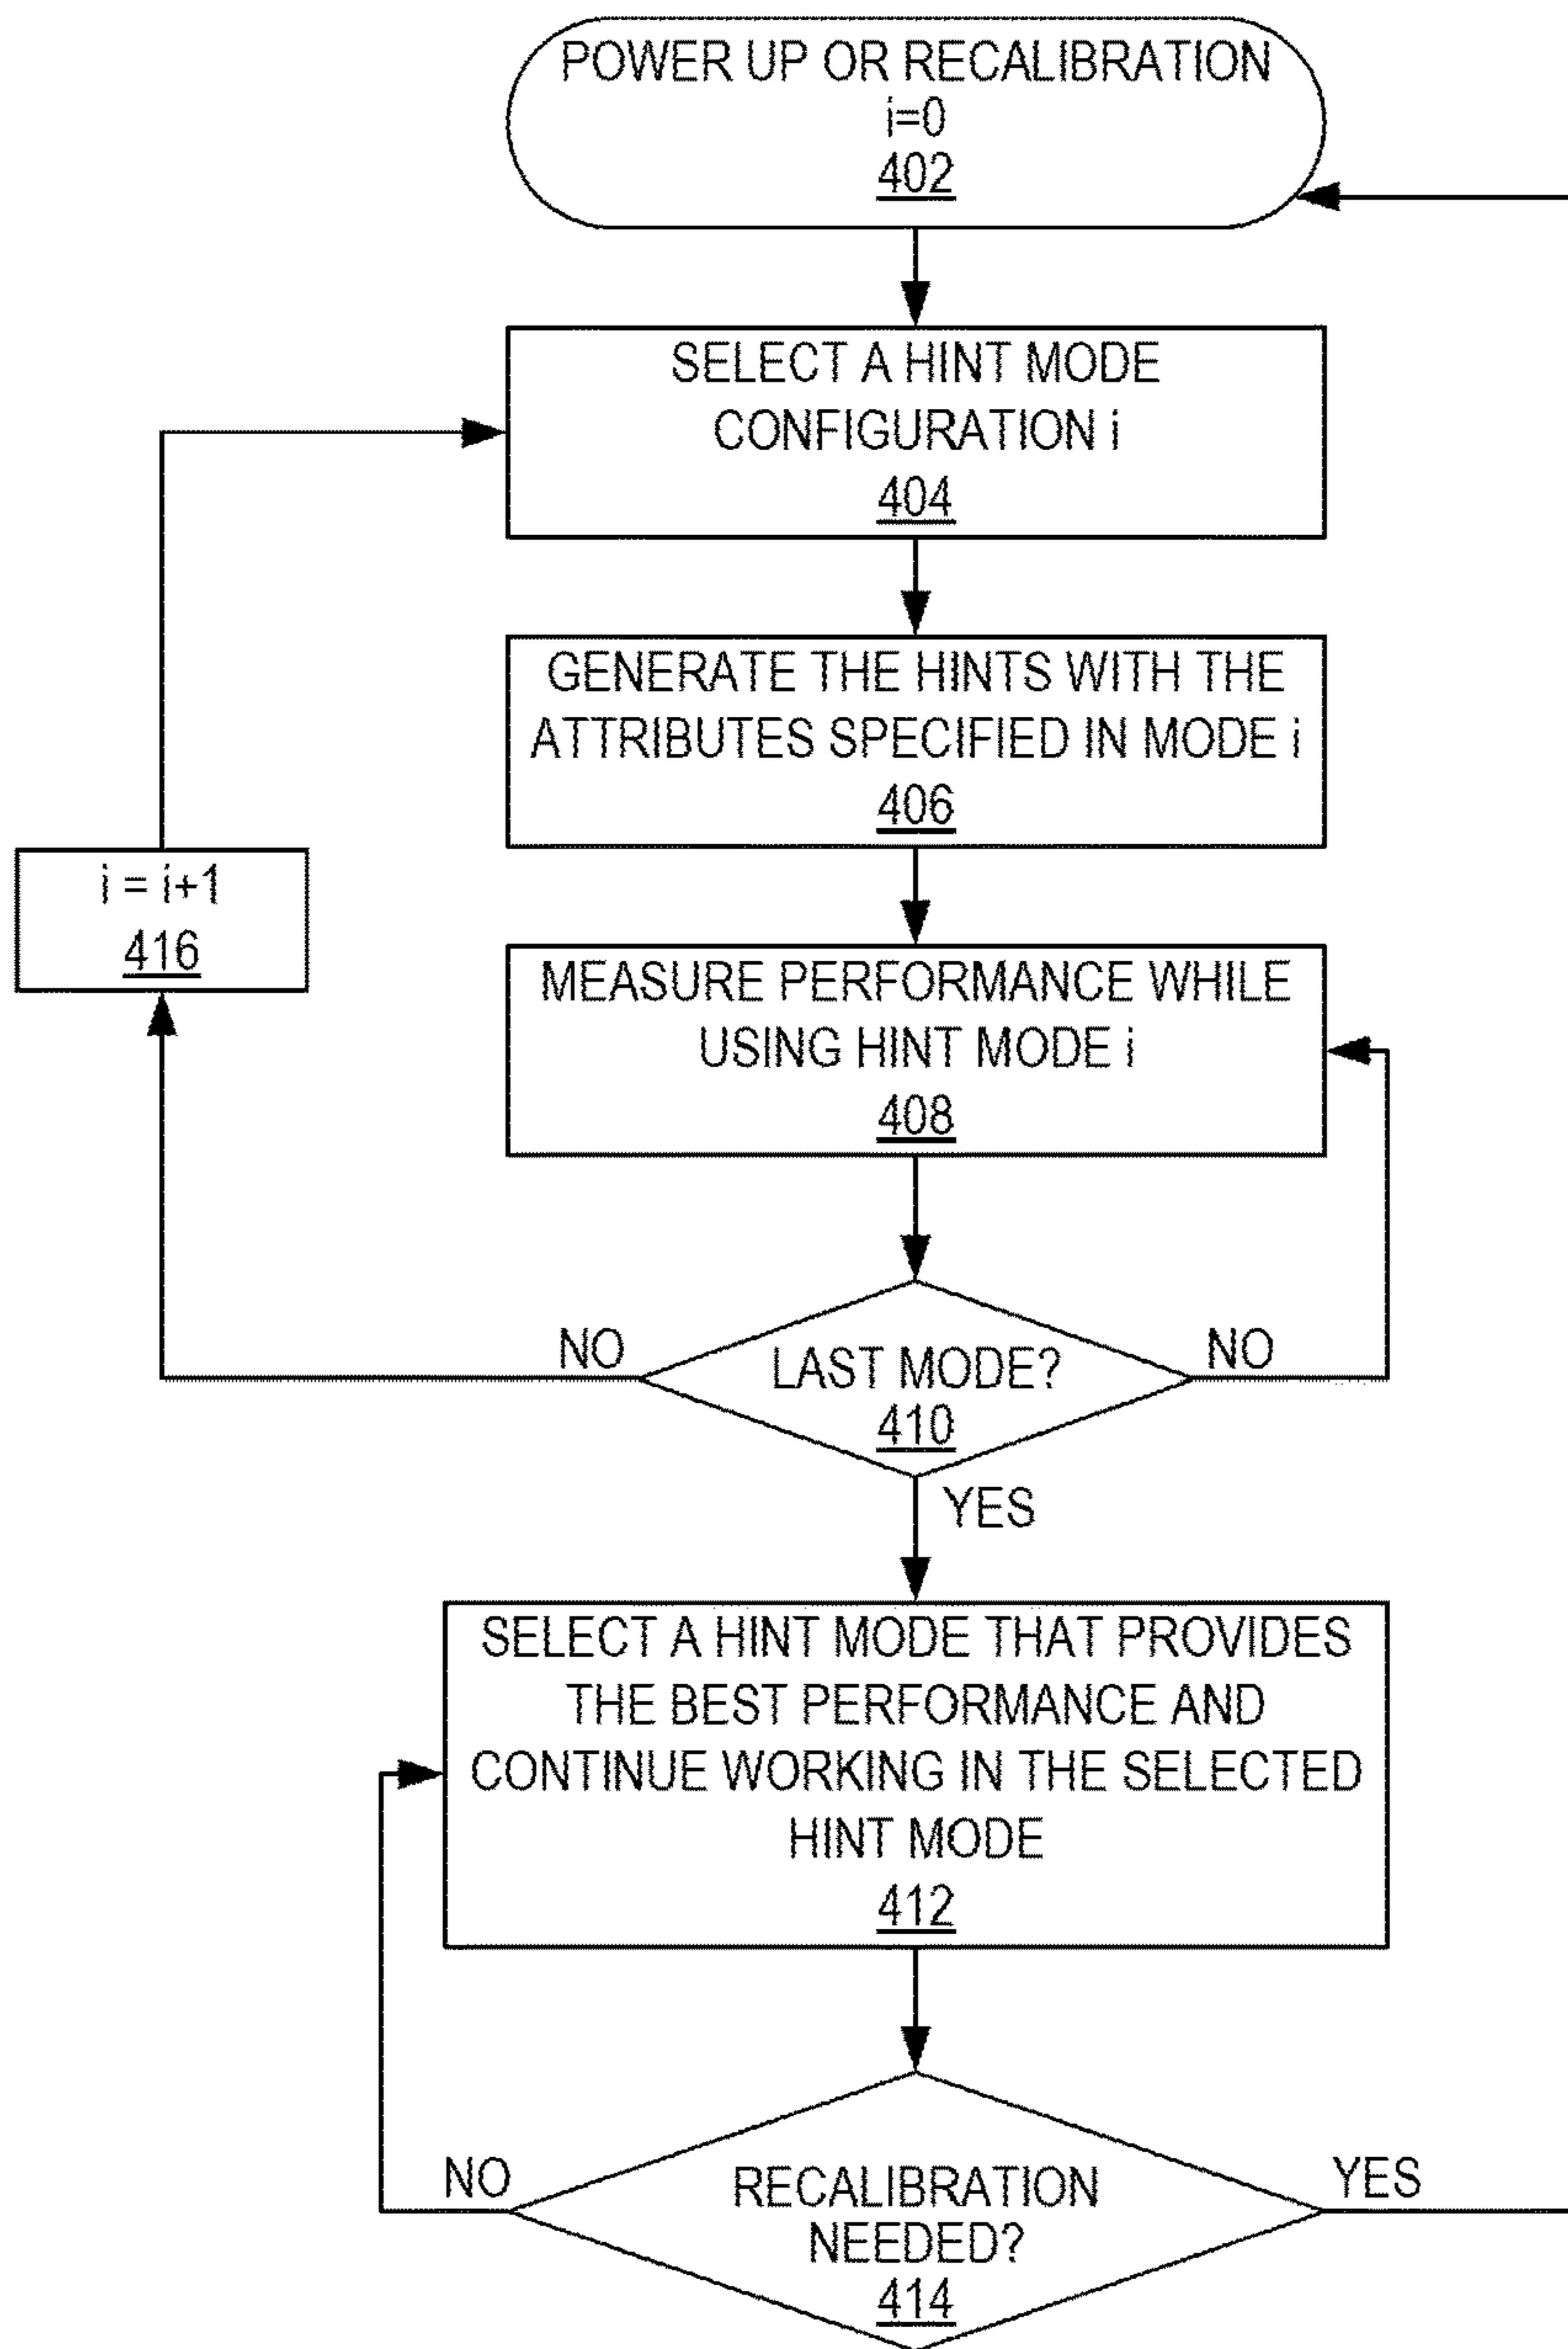 POWER UP OR RECALIBRATION
i=0
402
SELECT A HINT MODE
CONFIGURATION i
404
GENERATE THE HINTS WITH THE
ATTRIBUTES SPECIFIED IN MODE i
406
i = i+1
416
MEASURE PERFORMANCE WHILE
USING HINT MODE i
408
NO
LAST MODE?
410
NO
YES
SELECT A HINT MODE THAT PROVIDES
THE BEST PERFORMANCE AND
CONTINUE WORKING IN THE SELECTED
HINT MODE
412
NO
RECALIBRATION
NEEDED?
414
YES